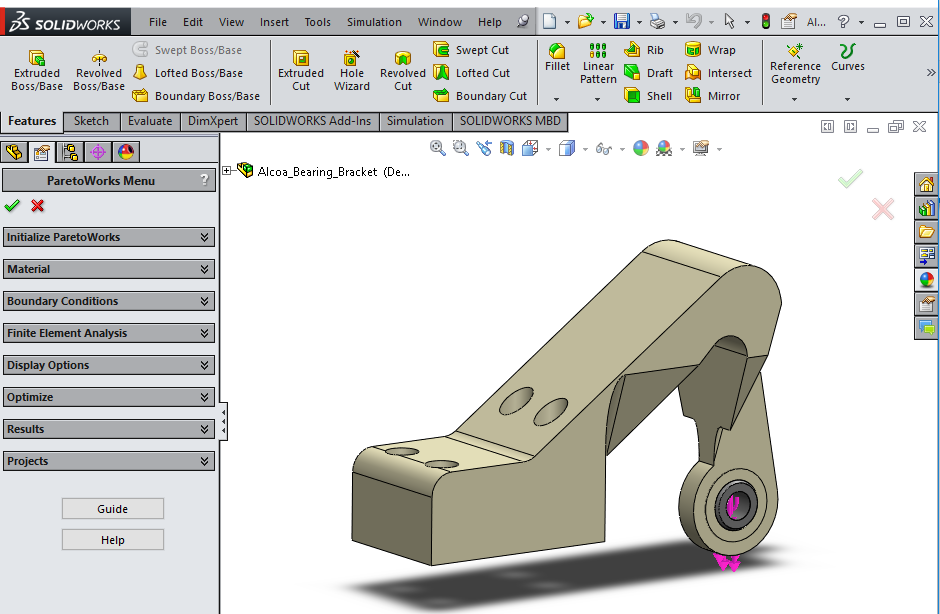 SOLIDWORKS File Edit View Insert Tools Simulation Window Help Al... ?
Swept Boss/Base Swept Cut Rib Wrap
Extruded Boss/Base Revolved Boss/Base Lofted Boss/Base Extruded Cut Hole Wizard Revolved Cut Lofted Cut Fillet Linear Pattern Draft Intersect Reference Geometry Curves
Boundary Boss/Base Boundary Cut Shell Mirror
Features Sketch Evaluate DimXpert SOLIDWORKS Add-Ins Simulation SOLIDWORKS MBD
ParetoWorks Menu ?
Alcoa_Bearing_Bracket (De...
Initialize ParetoWorks
Material
Boundary Conditions
Finite Element Analysis
Display Options
Optimize
Results
Projects
Guide
Help